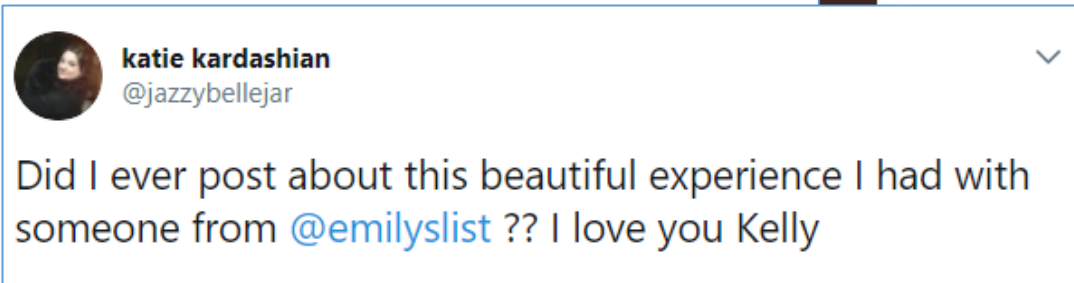 katie kardashian
@jazzybellejar
Did I ever post about this beautiful experience I had with
someone from @emilyslist ?? I love you Kelly